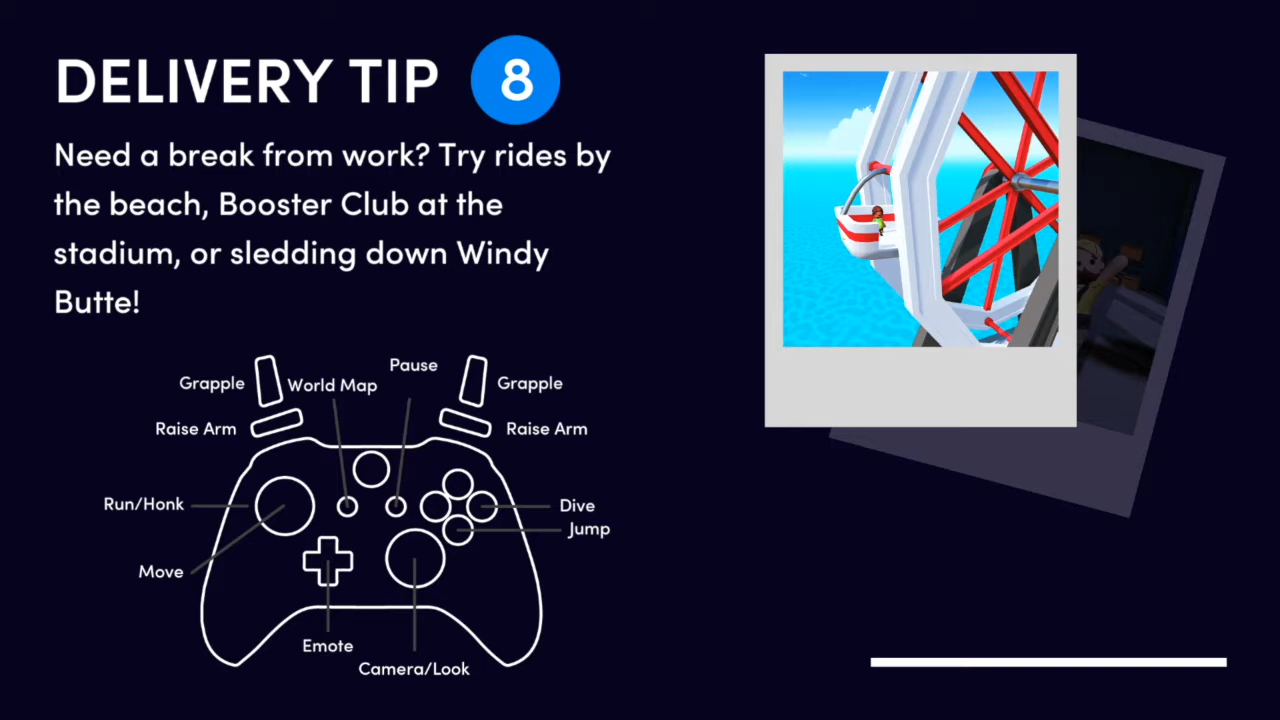 DELIVERY TIP 8
Need a break from work? Try rides by
the beach, Booster Club at the
stadium, or sledding down Windy
Butte!
Pause
Grapple World Map Grapple
Raise Arm Raise Arm
Run/Honk Dive
Jump
Move
Emote
Camera/Look